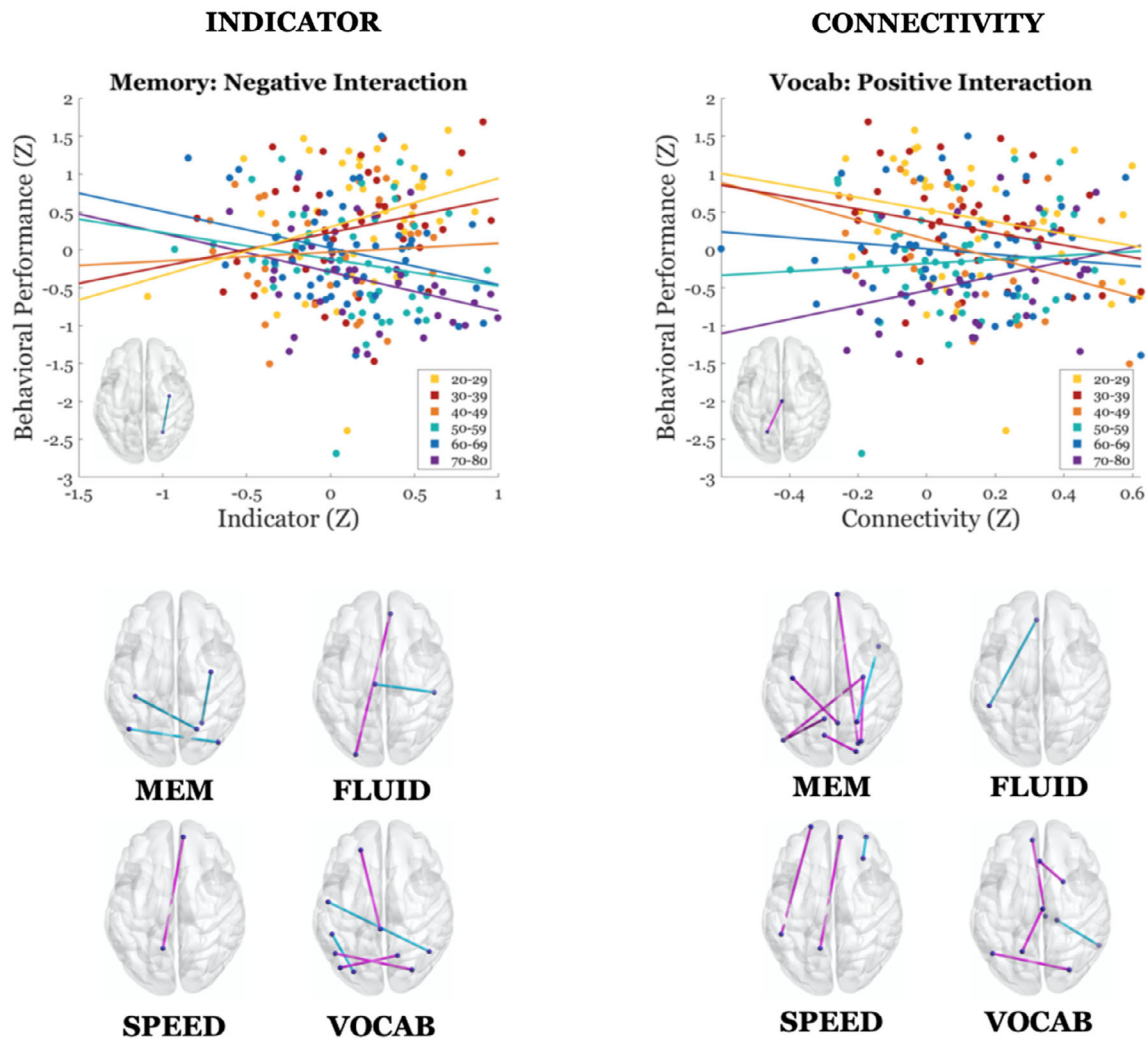 INDICATOR
CONNECTIVITY
Memory: Negative Interaction
2
1.5
1
0.5
0
-0.5
-1
-1.5
-2
-2.5
-3
Behavioral Performance (Z)
20-29
30-39
40-49
50-59
60-69
70-80
-1.5
-1
-0.5
0
0.5
1
Indicator (Z)
Vocab: Positive Interaction
2
1.5
1
0.5
0
-0.5
-1
-1.5
-2
-2.5
-3
Behavioral Performance (Z)
20-29
30-39
40-49
50-59
60-69
70-80
-0.4
-0.2
0
0.2
0.4
0.6
Connectivity (Z)
MEM
FLUID
MEM
FLUID
SPEED
VOCAB
SPEED
VOCAB